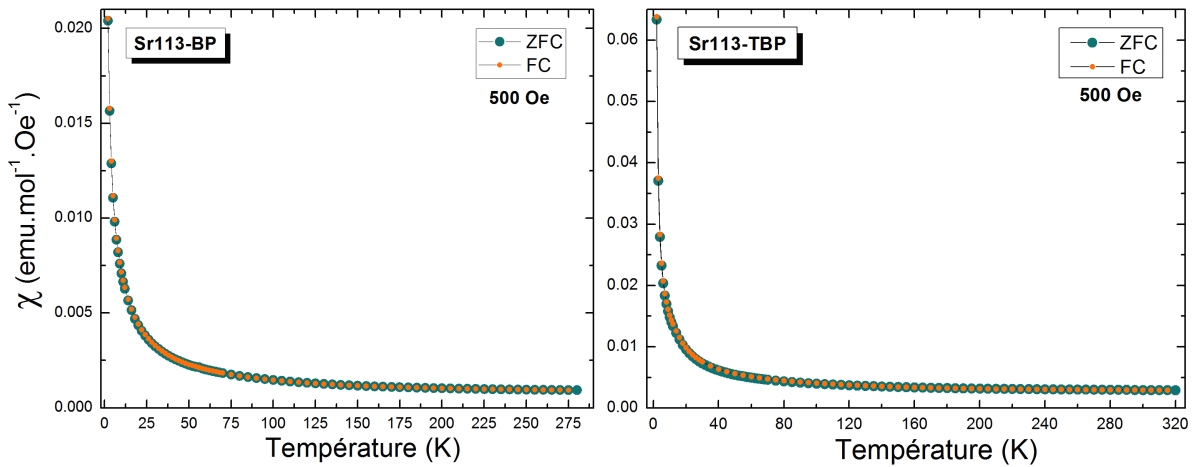 χ (emu.mol⁻¹.Oe⁻¹)
0.020
0.015
0.010
0.005
0.000
Sr113-BP
ZFC
FC
500 Oe
0 25 50 75 100 125 150 175 200 225 250 275
Température (K)
0.06
0.05
0.04
0.03
0.02
0.01
0.00
Sr113-TBP
ZFC
FC
500 Oe
0 40 80 120 160 200 240 280 320
Température (K)